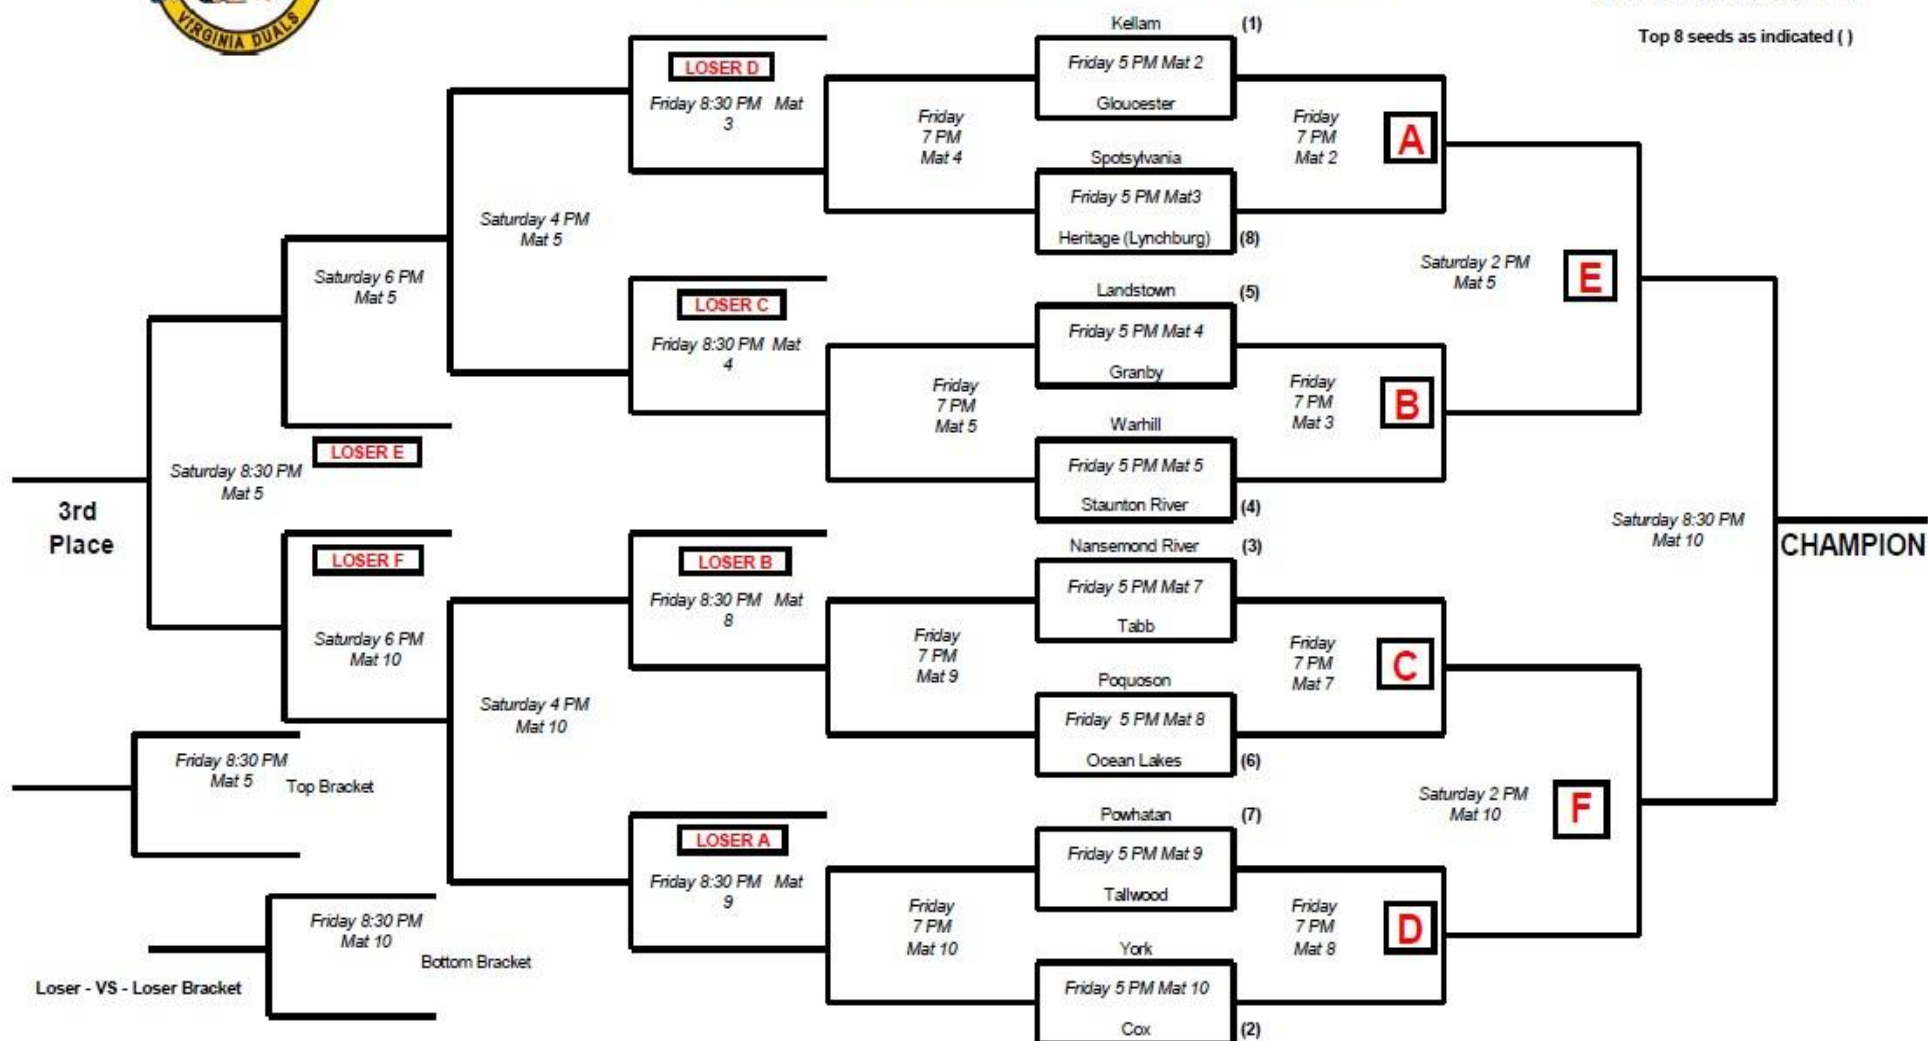 VIRGINIA DUALS
Top 8 seeds as indicated ( )
Kellam (1)
Friday 5 PM Mat 2
Gloucester
Spotsylvania
Friday 5 PM Mat3
Heritage (Lynchburg) (8)
Landstown (5)
Friday 5 PM Mat 4
Granby
Warhill
Friday 5 PM Mat 5
Staunton River (4)
Nansemond River (3)
Friday 5 PM Mat 7
Tabb
Poquoson
Friday 5 PM Mat 8
Ocean Lakes (6)
Powhatan (7)
Friday 5 PM Mat 9
Tallwood
York
Friday 5 PM Mat 10
Cox (2)
Friday
7 PM
Mat 2
A
Friday
7 PM
Mat 3
B
Friday
7 PM
Mat 7
C
Friday
7 PM
Mat 8
D
Saturday 2 PM
Mat 5
E
Saturday 2 PM
Mat 10
F
Saturday 8:30 PM
Mat 10
CHAMPION
Friday
7 PM
Mat 4
Friday
7 PM
Mat 5
Friday
7 PM
Mat 9
Friday
7 PM
Mat 10
LOSER D
Friday 8:30 PM Mat
3
LOSER C
Friday 8:30 PM Mat
4
LOSER B
Friday 8:30 PM Mat
8
LOSER A
Friday 8:30 PM Mat
9
Saturday 4 PM
Mat 5
Saturday 4 PM
Mat 10
Saturday 6 PM
Mat 5
LOSER E
LOSER F
Saturday 6 PM
Mat 10
Saturday 8:30 PM
Mat 5
3rd
Place
Friday 8:30 PM
Mat 5
Top Bracket
Friday 8:30 PM
Mat 10
Bottom Bracket
Loser - VS - Loser Bracket